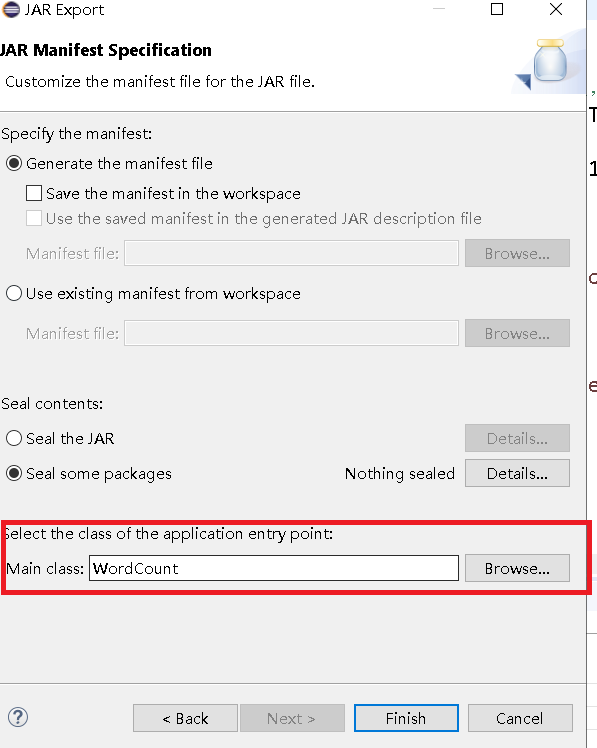 JAR Export
JAR Manifest Specification
Customize the manifest file for the JAR file.
Specify the manifest:
Generate the manifest file
Save the manifest in the workspace
Use the saved manifest in the generated JAR description file
Manifest file: Browse...
Use existing manifest from workspace
Manifest file: Browse...
Seal contents:
Seal the JAR Details...
Seal some packages Nothing sealed Details...
Select the class of the application entry point:
Main class: WordCount Browse...
? < Back Next > Finish Cancel